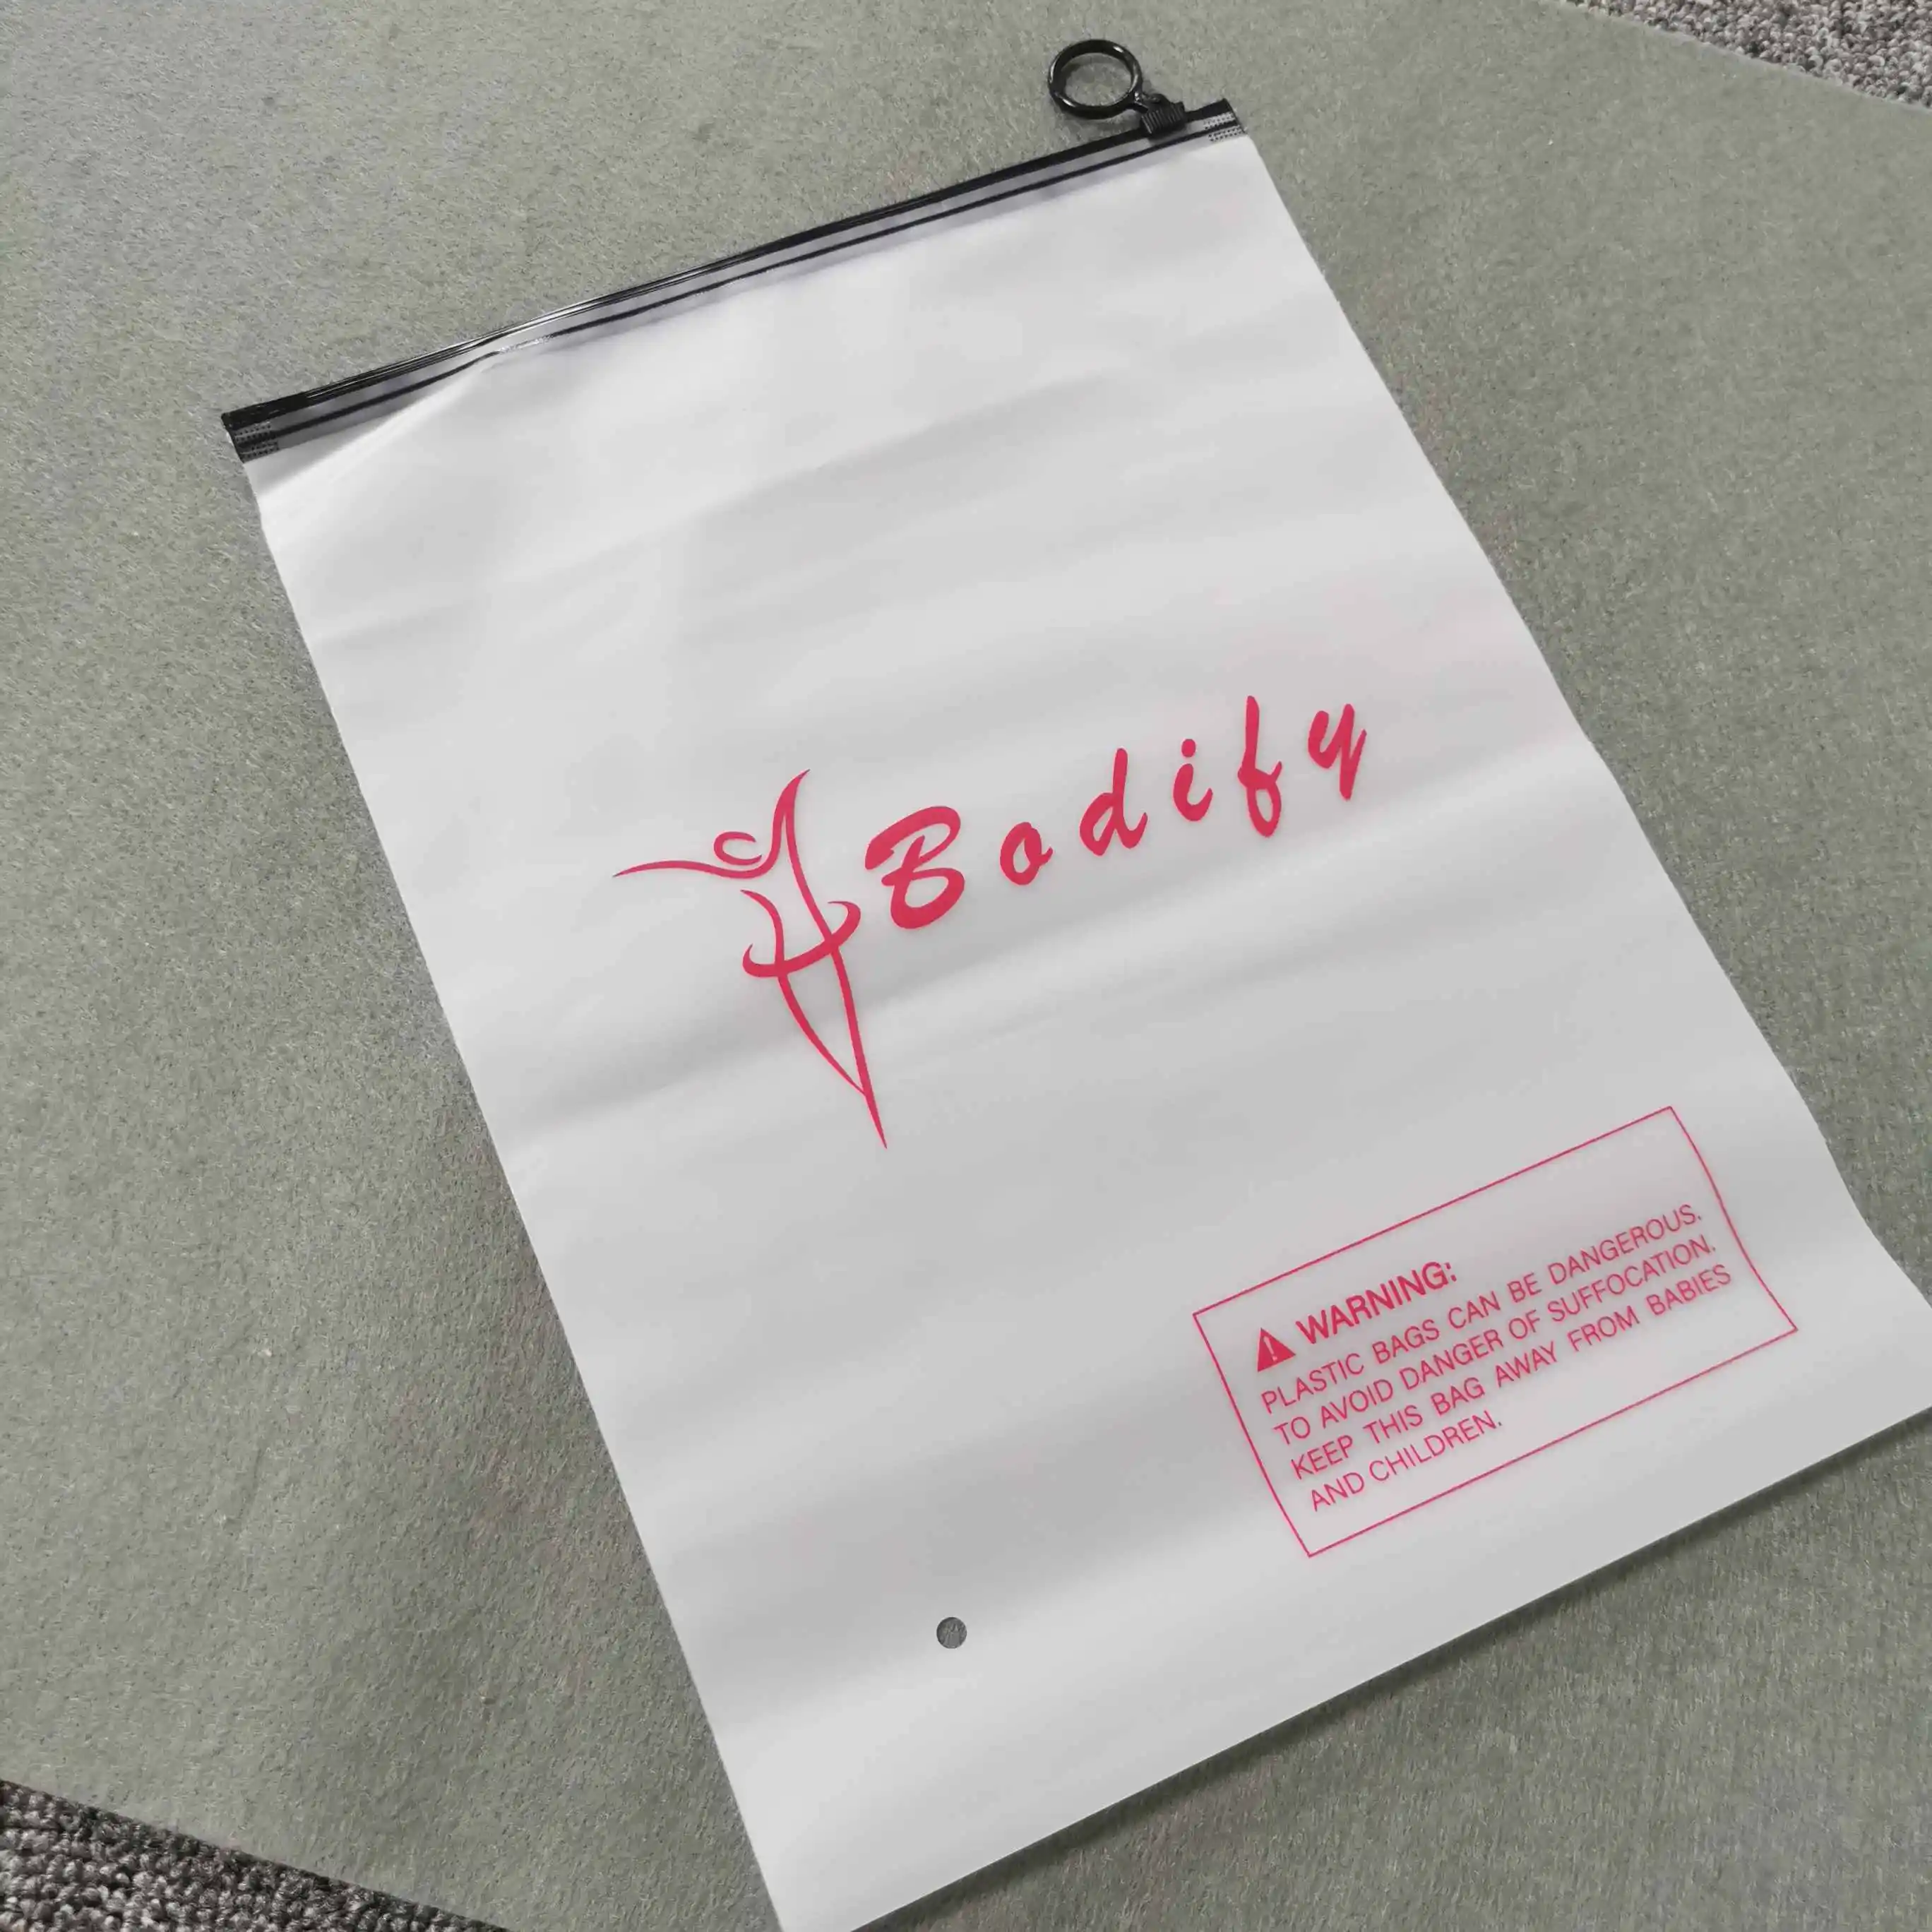 Bodify
⚠ WARNING:
PLASTIC BAGS CAN BE DANGEROUS.
TO AVOID DANGER OF SUFFOCATION.
KEEP THIS BAG AWAY FROM BABIES
AND CHILDREN.